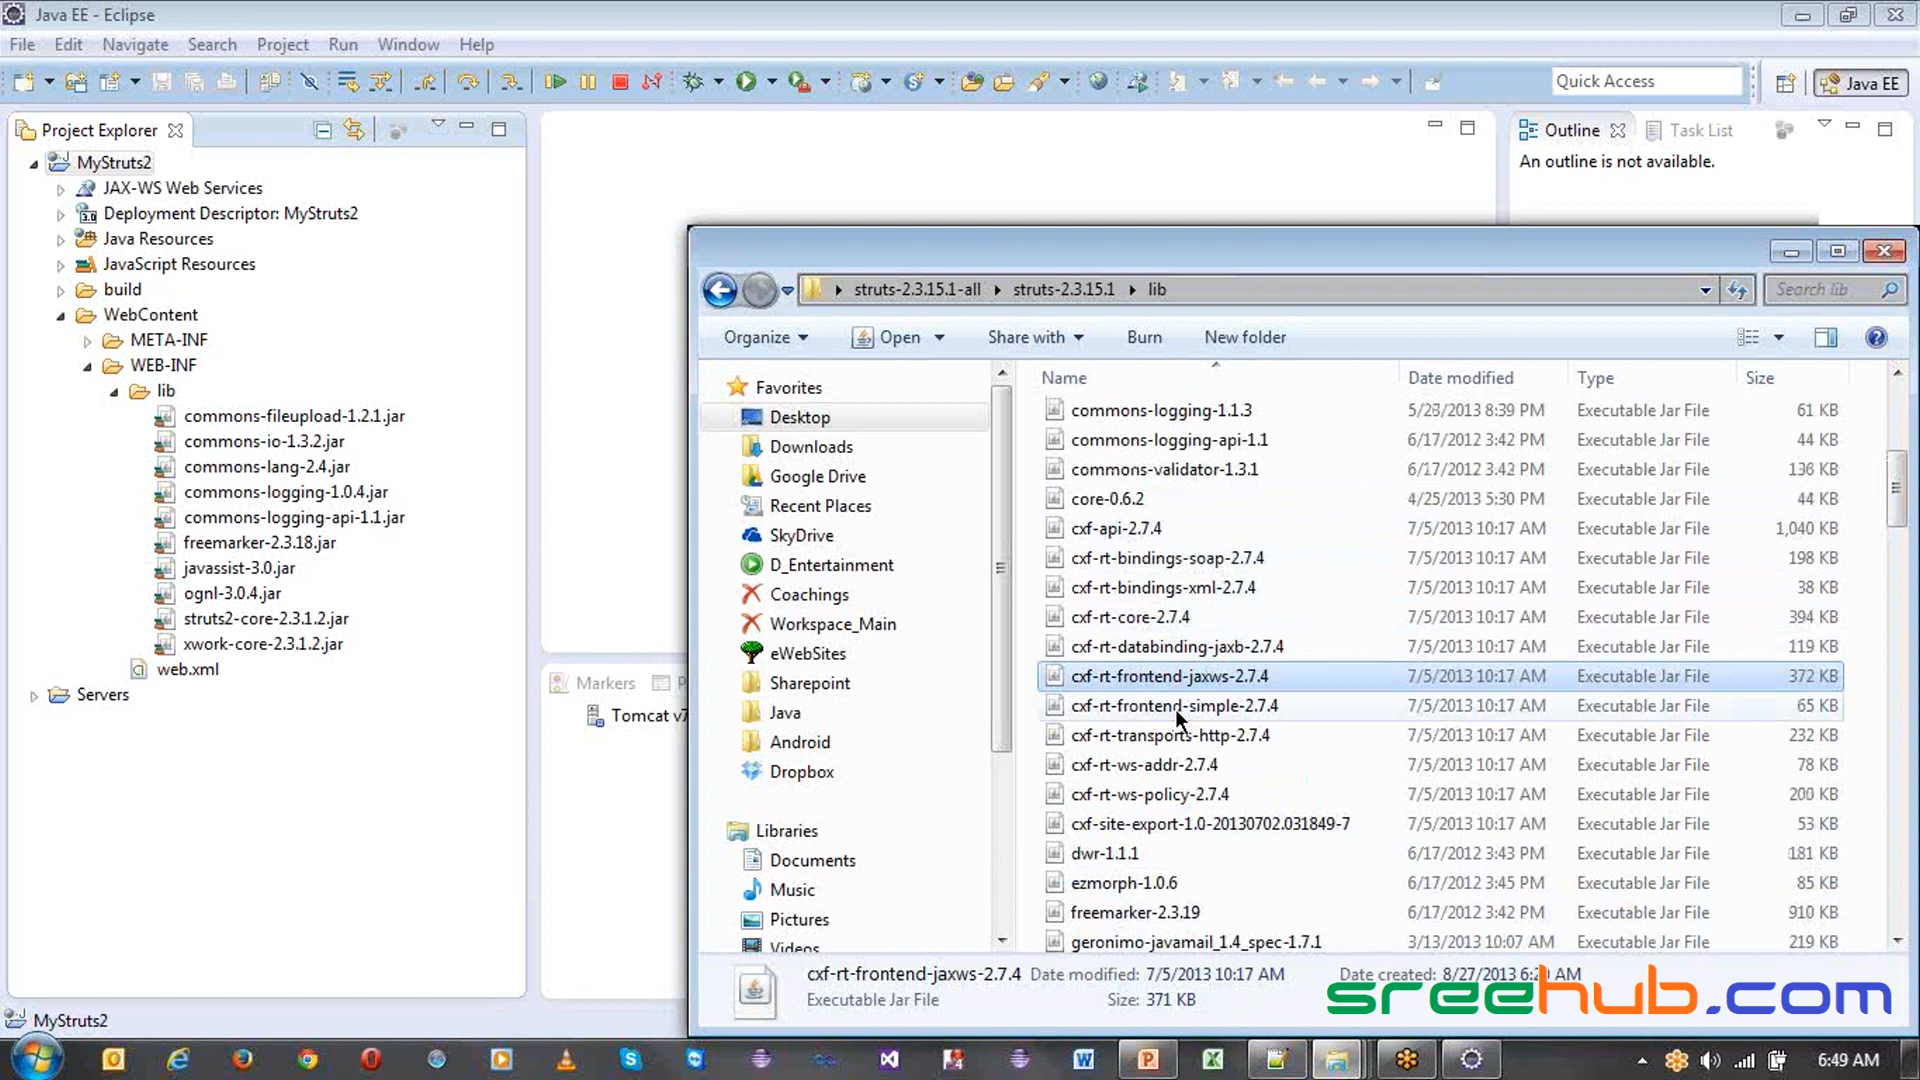 Java EE - Eclipse
File Edit Navigate Search Project Run Window Help
Quick Access
Java EE
Project Explorer
MyStruts2
JAX-WS Web Services
Deployment Descriptor: MyStruts2
Java Resources
JavaScript Resources
build
WebContent
META-INF
WEB-INF
lib
commons-fileupload-1.2.1.jar
commons-io-1.3.2.jar
commons-lang-2.4.jar
commons-logging-1.0.4.jar
commons-logging-api-1.1.jar
freemarker-2.3.18.jar
javassist-3.0.jar
ognl-3.0.4.jar
struts2-core-2.3.1.2.jar
xwork-core-2.3.1.2.jar
web.xml
Servers
MyStruts2
Markers
Tomcat v7
Outline Task List
An outline is not available.
struts-2.3.15.1-all struts-2.3.15.1 lib
Search lib
Organize Open Share with Burn New folder
Favorites
Desktop
Downloads
Google Drive
Recent Places
SkyDrive
D_Entertainment
Coachings
Workspace_Main
eWebSites
Sharepoint
Java
Android
Dropbox
Libraries
Documents
Music
Pictures
Videos
Name Date modified Type Size
commons-logging-1.1.3 5/28/2013 8:39 PM Executable Jar File 61 KB
commons-logging-api-1.1 6/17/2012 3:42 PM Executable Jar File 44 KB
commons-validator-1.3.1 6/17/2012 3:42 PM Executable Jar File 136 KB
core-0.6.2 4/25/2013 5:30 PM Executable Jar File 44 KB
cxf-api-2.7.4 7/5/2013 10:17 AM Executable Jar File 1,040 KB
cxf-rt-bindings-soap-2.7.4 7/5/2013 10:17 AM Executable Jar File 198 KB
cxf-rt-bindings-xml-2.7.4 7/5/2013 10:17 AM Executable Jar File 38 KB
cxf-rt-core-2.7.4 7/5/2013 10:17 AM Executable Jar File 394 KB
cxf-rt-databinding-jaxb-2.7.4 7/5/2013 10:17 AM Executable Jar File 119 KB
cxf-rt-frontend-jaxws-2.7.4 7/5/2013 10:17 AM Executable Jar File 372 KB
cxf-rt-frontend-simple-2.7.4 7/5/2013 10:17 AM Executable Jar File 65 KB
cxf-rt-transports-http-2.7.4 7/5/2013 10:17 AM Executable Jar File 232 KB
cxf-rt-ws-addr-2.7.4 7/5/2013 10:17 AM Executable Jar File 78 KB
cxf-rt-ws-policy-2.7.4 7/5/2013 10:17 AM Executable Jar File 200 KB
cxf-site-export-1.0-20130702.031849-7 7/5/2013 10:17 AM Executable Jar File 53 KB
dwr-1.1.1 6/17/2012 3:43 PM Executable Jar File 181 KB
ezmorph-1.0.6 6/17/2012 3:45 PM Executable Jar File 85 KB
freemarker-2.3.19 6/17/2012 3:42 PM Executable Jar File 910 KB
geronimo-javamail_1.4_spec-1.7.1 3/13/2013 10:07 AM Executable Jar File 219 KB
cxf-rt-frontend-jaxws-2.7.4 Date modified: 7/5/2013 10:17 AM Date created: 8/27/2013 AM
Executable Jar File Size: 371 KB
sreehub.com
6:49 AM